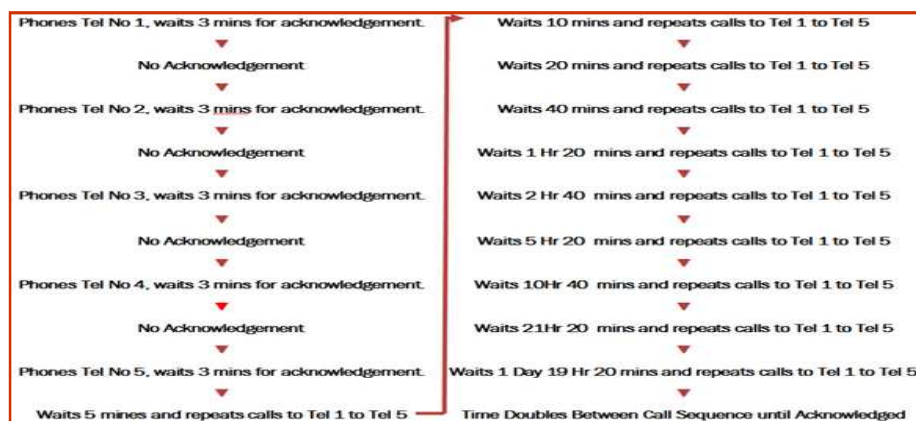 Phones Tel No 1, waits 3 mins for acknowledgement.
No Acknowledgement
Phones Tel No 2, waits 3 mins for acknowledgement.
No Acknowledgement
Phones Tel No 3, waits 3 mins for acknowledgement.
No Acknowledgement
Phones Tel No 4, waits 3 mins for acknowledgement.
No Acknowledgement
Phones Tel No 5, waits 3 mins for acknowledgement.
Waits 5 mines and repeats calls to Tel 1 to Tel 5
Waits 10 mins and repeats calls to Tel 1 to Tel 5
Waits 20 mins and repeats calls to Tel 1 to Tel 5
Waits 40 mins and repeats calls to Tel 1 to Tel 5
Waits 1 Hr 20 mins and repeats calls to Tel 1 to Tel 5
Waits 2 Hr 40 mins and repeats calls to Tel 1 to Tel 5
Waits 5 Hr 20 mins and repeats calls to Tel 1 to Tel 5
Waits 10Hr 40 mins and repeats calls to Tel 1 to Tel 5
Waits 21Hr 20 mins and repeats calls to Tel 1 to Tel 5
Waits 1 Day 19 Hr 20 mins and repeats calls to Tel 1 to Tel 5
Time Doubles Between Call Sequence until Acknowledged